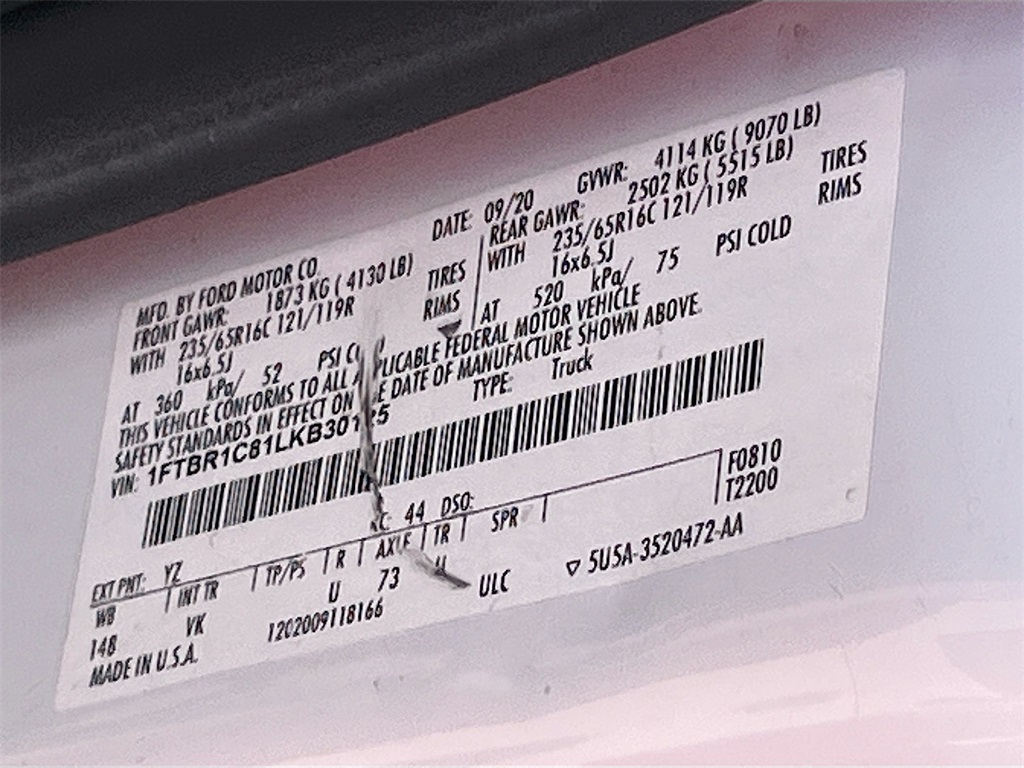 MFD. BY FORD MOTOR CO.
DATE: 09/20 GVWR: 4114 KG ( 9070 LB)
FRONT GAWR: 1873 KG ( 4130 LB)
WITH 235/65R16C 121/119R TIRES
16x6.5J RIMS
AT 360 kPa/ 52 PSI
REAR GAWR: 2502 KG ( 5515 LB)
WITH 235/65R16C 121/119R TIRES
16x6.5J RIMS
AT 520 kPa/ 75 PSI COLD
THIS VEHICLE CONFORMS TO ALL FEDERAL MOTOR VEHICLE
SAFETY STANDARDS IN EFFECT ON DATE OF MANUFACTURE SHOWN ABOVE.
VIN: TYPE: Truck
F0810
T2200
EXT PNT: YZ 44 DSO:
WB INT TR TP/PS R AXLE TR SPR
148 VK U 73 ULC
▽ 5U5A-3520472-AA
1202009118166
MADE IN U.S.A.